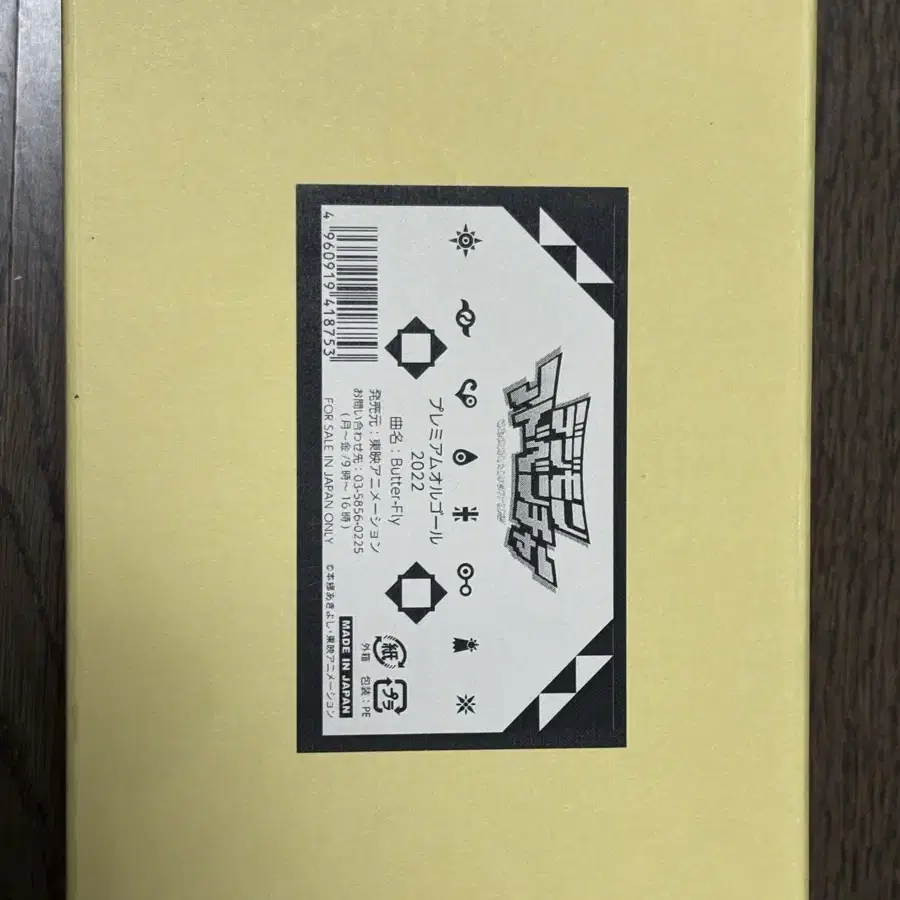 デジモン
アドベンチャー
プレミアムオルゴール
2022
曲名：Butter-Fly
発売元：東映アニメーション
お問い合わせ先：03-5856-0225
（月～金/9時～16時）
FOR SALE IN JAPAN ONLY
4 960919 418753
紙
外箱
プラ
包装：PE
MADE IN JAPAN
©本郷あきよし・東映アニメーション